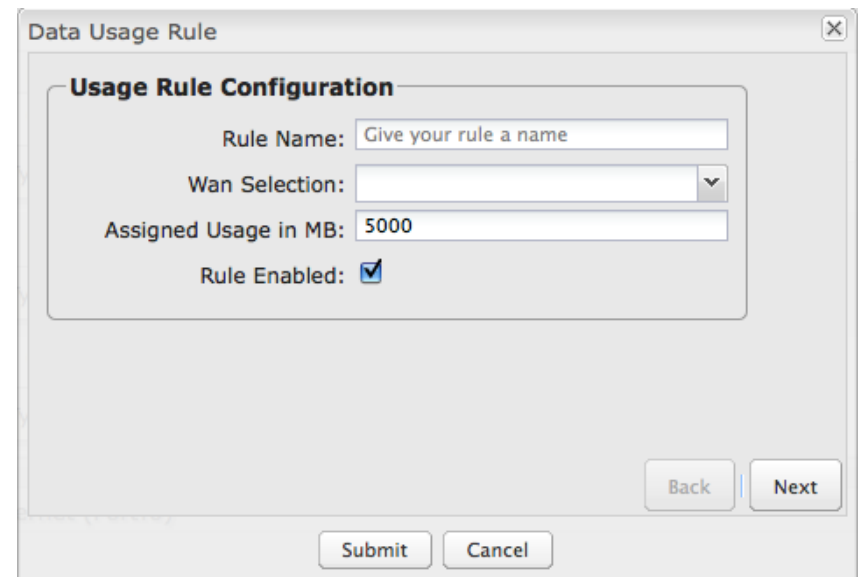 Data Usage Rule
Usage Rule Configuration
Rule Name: Give your rule a name
Wan Selection:
Assigned Usage in MB: 5000
Rule Enabled:
Back Next
Submit Cancel